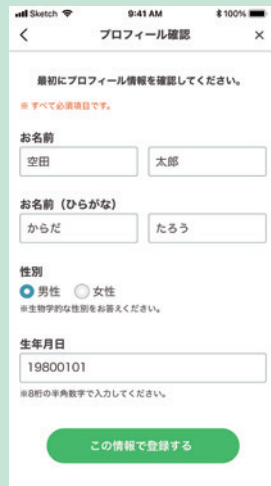 Sketch 9:41 AM 100%
プロフィール確認
最初にプロフィール情報を確認してください。
※ すべて必須項目です。
お名前
空田 太郎
お名前（ひらがな）
からだ たろう
性別
男性 女性
※生物学的な性別をお答えください。
生年月日
19800101
※8桁の半角数字で入力してください。
この情報で登録する